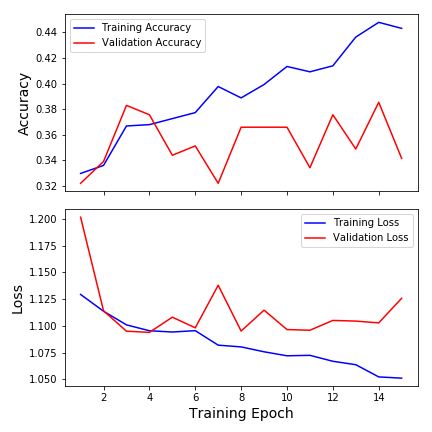 0.44
0.42
0.40
0.38
0.36
0.34
0.32
Accuracy
Training Accuracy
Validation Accuracy
1.200
1.175
1.150
1.125
1.100
1.075
1.050
Loss
Training Loss
Validation Loss
2 4 6 8 10 12 14
Training Epoch